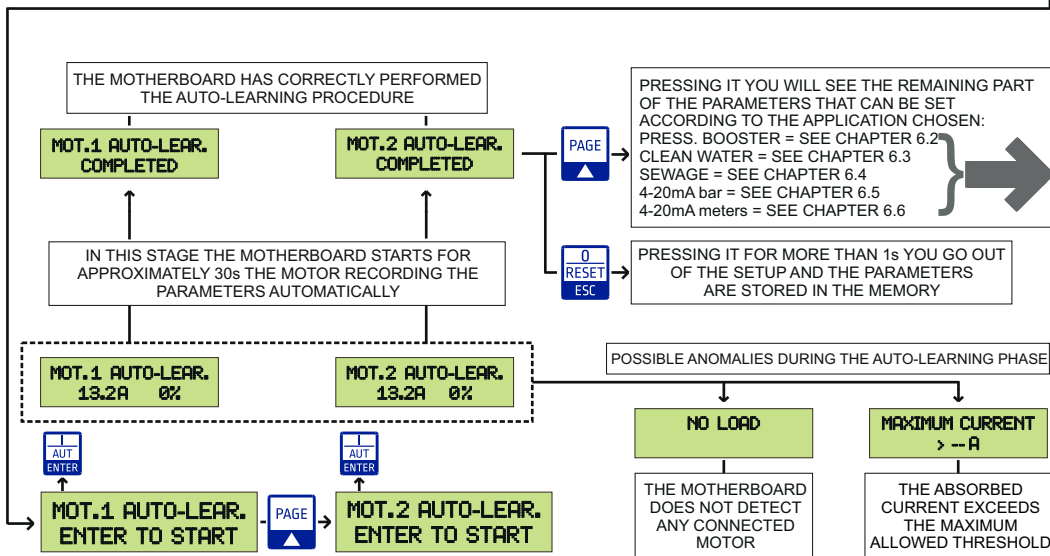 THE MOTHERBOARD HAS CORRECTLY PERFORMED
THE AUTO-LEARNING PROCEDURE
MOT.1 AUTO-LEAR.
COMPLETED
MOT.2 AUTO-LEAR.
COMPLETED
PAGE
PRESSING IT YOU WILL SEE THE REMAINING PART
OF THE PARAMETERS THAT CAN BE SET
ACCORDING TO THE APPLICATION CHOSEN:
PRESS. BOOSTER = SEE CHAPTER 6.2
CLEAN WATER = SEE CHAPTER 6.3
SEWAGE = SEE CHAPTER 6.4
4-20mA bar = SEE CHAPTER 6.5
4-20mA meters = SEE CHAPTER 6.6
IN THIS STAGE THE MOTHERBOARD STARTS FOR
APPROXIMATELY 30s THE MOTOR RECORDING THE
PARAMETERS AUTOMATICALLY
0
RESET
ESC
PRESSING IT FOR MORE THAN 1s YOU GO OUT
OF THE SETUP AND THE PARAMETERS
ARE STORED IN THE MEMORY
MOT.1 AUTO-LEAR.
13.2A 0%
MOT.2 AUTO-LEAR.
13.2A 0%
POSSIBLE ANOMALIES DURING THE AUTO-LEARNING PHASE
NO LOAD
MAXIMUM CURRENT
> --A
THE MOTHERBOARD
DOES NOT DETECT
ANY CONNECTED
MOTOR
THE ABSORBED
CURRENT EXCEEDS
THE MAXIMUM
ALLOWED THRESHOLD
I
AUT
ENTER
I
AUT
ENTER
MOT.1 AUTO-LEAR.
ENTER TO START
PAGE
MOT.2 AUTO-LEAR.
ENTER TO START